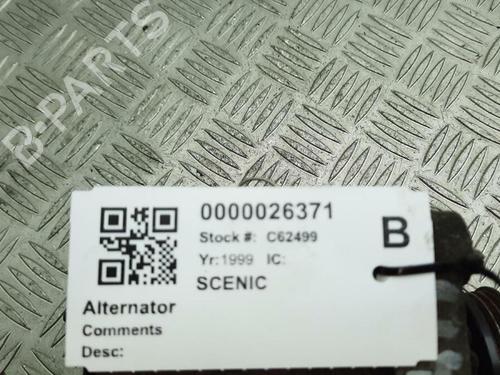 B-PARTS
0000026371
Stock #: C62499
B
Yr:1999 IC:
SCENIC
Alternator
Comments
Desc: